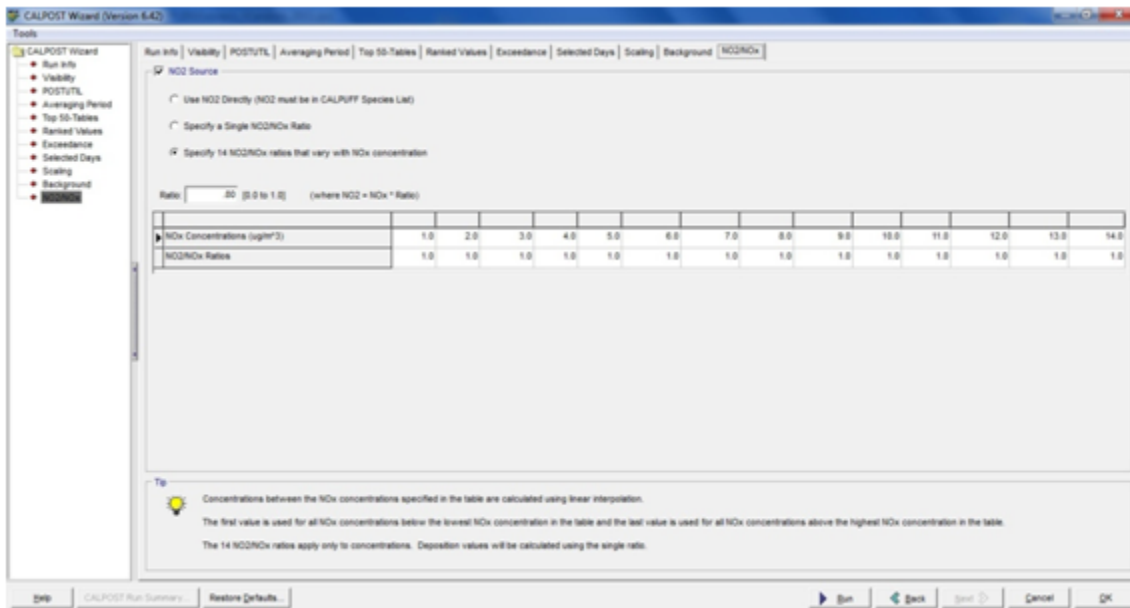 CALPOST Wizard (Version 6.42)
Tools
CALPOST Wizard
Run Info
Visibility
POSTUTIL
Averaging Period
Top 50-Tables
Ranked Values
Exceedance
Selected Days
Scaling
Background
NO2/NOx
Run Info Visibility POSTUTIL Averaging Period Top 50-Tables Ranked Values Exceedance Selected Days Scaling Background NO2/NOx
NO2 Source
Use NO2 Directly (NO2 must be in CALPUFF Species List)
Specify a Single NO2/NOx Ratio
Specify 14 NO2/NOx ratios that vary with NOx concentration
Ratio: .80 [0.0 to 1.0] (where NO2 = NOx * Ratio)
NOx Concentrations (ug/m^3) 1.0 2.0 3.0 4.0 5.0 6.0 7.0 8.0 9.0 10.0 11.0 12.0 13.0 14.0
NO2/NOx Ratios 1.0 1.0 1.0 1.0 1.0 1.0 1.0 1.0 1.0 1.0 1.0 1.0 1.0 1.0
Tip
Concentrations between the NOx concentrations specified in the table are calculated using linear interpolation.
The first value is used for all NOx concentrations below the lowest NOx concentration in the table and the last value is used for all NOx concentrations above the highest NOx concentration in the table.
The 14 NO2/NOx ratios apply only to concentrations. Deposition values will be calculated using the single ratio.
Help CALPOST Run Summary... Restore Defaults... Run Back Next Cancel OK